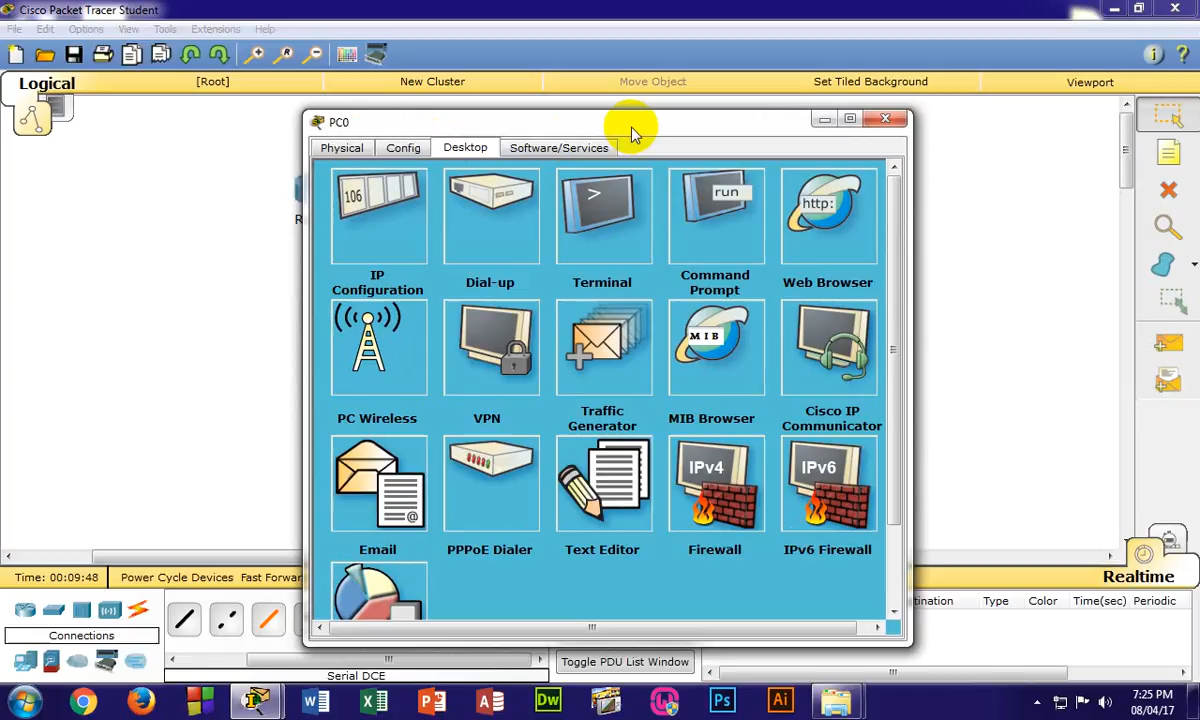 Cisco Packet Tracer Student
File Edit Options View Tools Extensions Help
Logical [Root] New Cluster Move Object Set Tiled Background Viewport
PC0
Physical Config Desktop Software/Services
106 > run http:
IP Configuration Dial-up Terminal Command Prompt Web Browser
MIB
PC Wireless VPN Traffic Generator MIB Browser Cisco IP Communicator
@ IPv4 IPv6
Email PPPoE Dialer Text Editor Firewall IPv6 Firewall
Time: 00:09:48 Power Cycle Devices Fast Forwar
Realtime
tination Type Color Time(sec) Periodic
Connections
Toggle PDU List Window
Serial DCE
W X P A Dw Ps Ai
7:25 PM
08/04/17